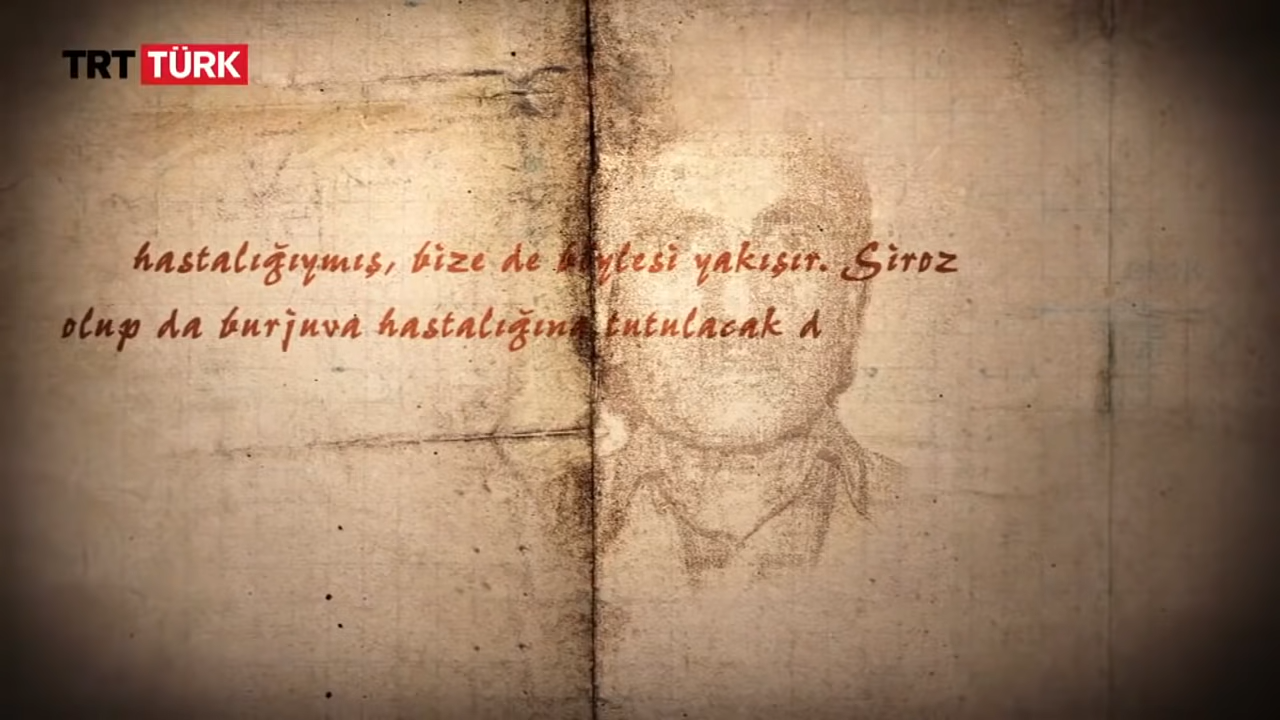 TRT TÜRK
hastalığıymış, bize de böylesi yakışır. Siroz
olup da burjuva hastalığına tutulacak d